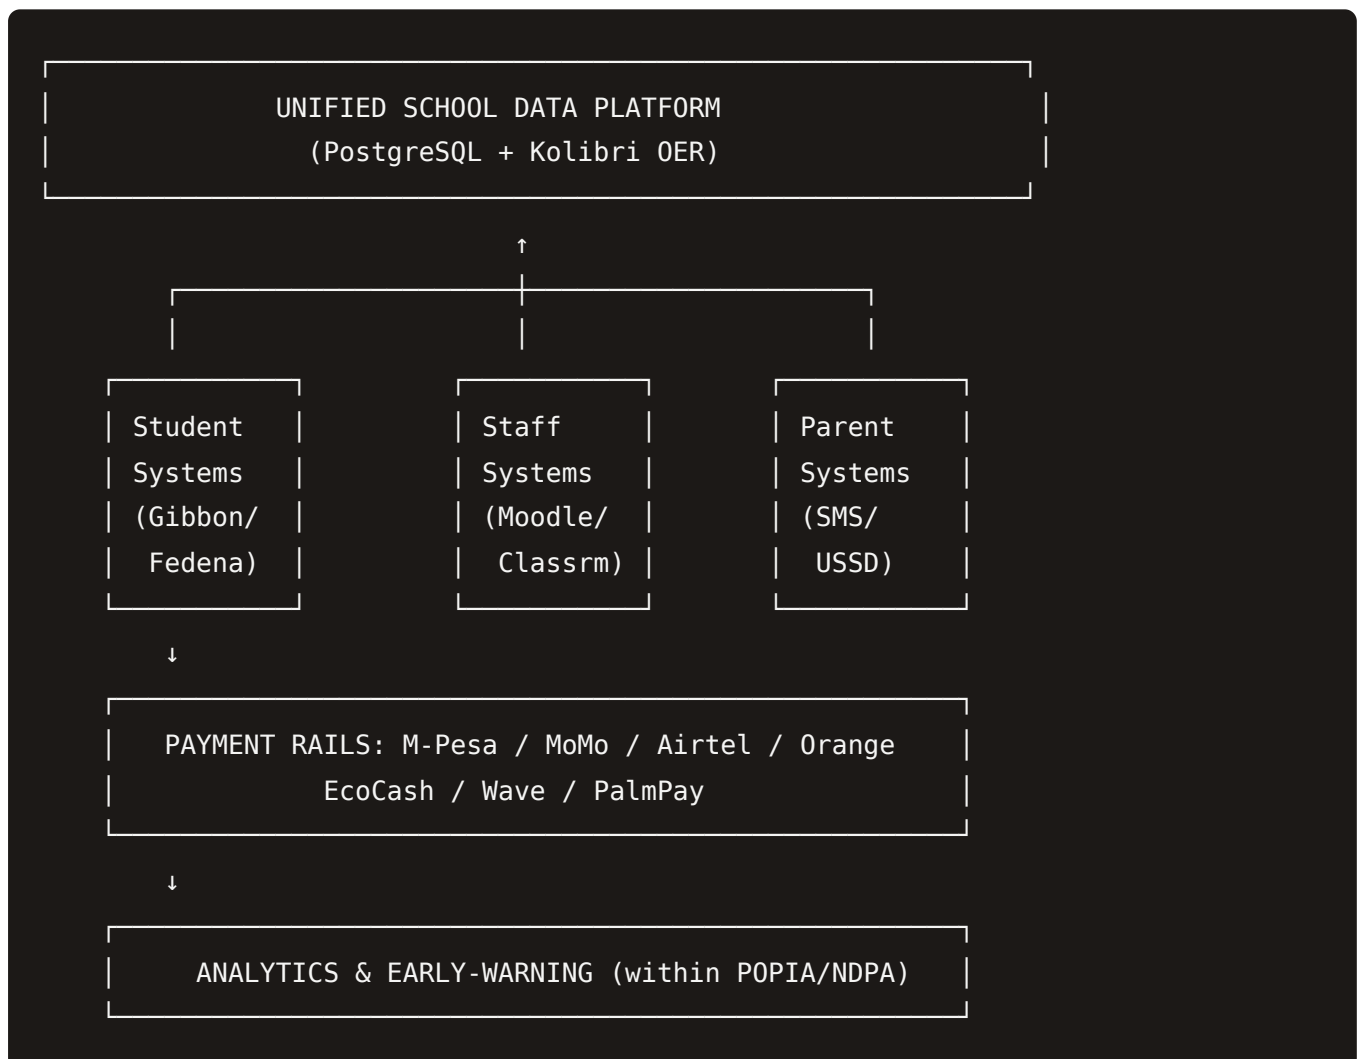 UNIFIED SCHOOL DATA PLATFORM
(PostgreSQL + Kolibri OER)
↑
Student
Systems
(Gibbon/
Fedena)
Staff
Systems
(Moodle/
Classrm)
Parent
Systems
(SMS/
USSD)
↓
PAYMENT RAILS: M-Pesa / MoMo / Airtel / Orange
EcoCash / Wave / PalmPay
↓
ANALYTICS & EARLY-WARNING (within POPIA/NDPA)